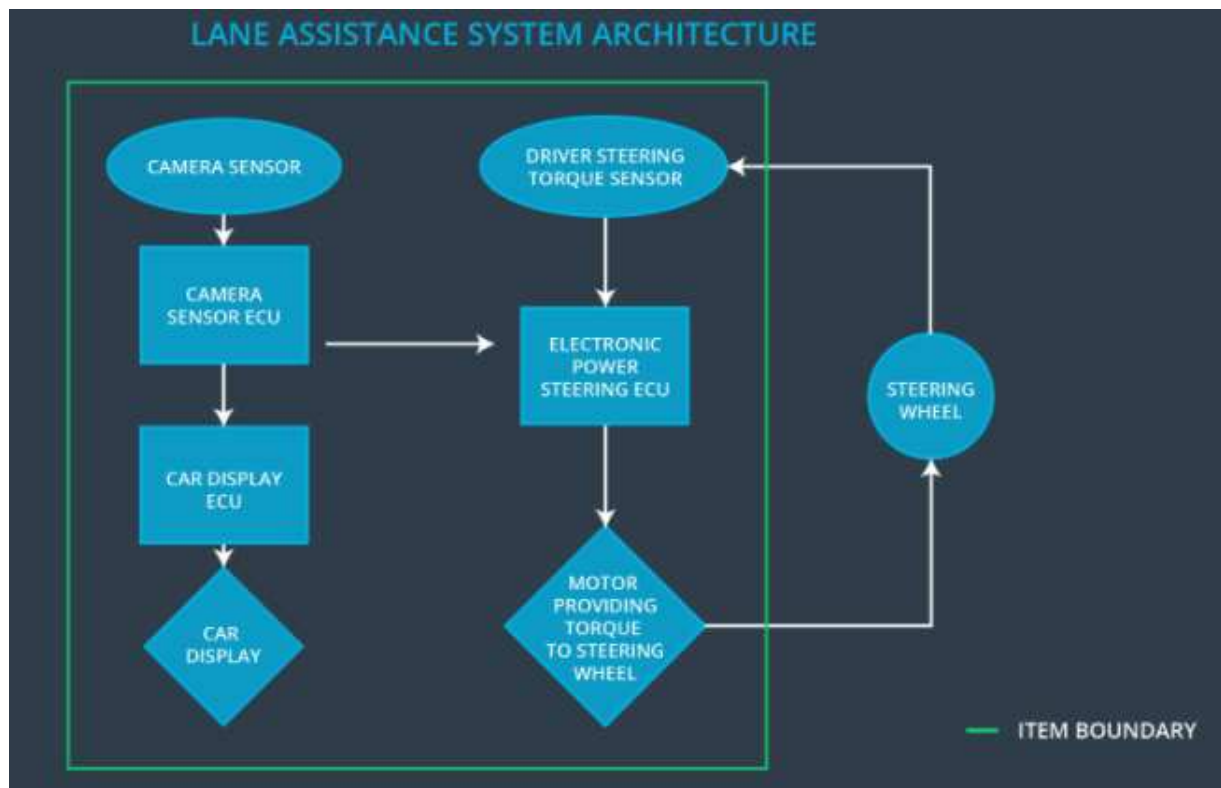 LANE ASSISTANCE SYSTEM ARCHITECTURE
CAMERA SENSOR
CAMERA
SENSOR ECU
CAR DISPLAY
ECU
CAR
DISPLAY
DRIVER STEERING
TORQUE SENSOR
ELECTRONIC
POWER
STEERING ECU
MOTOR
PROVIDING
TORQUE
TO STEERING
WHEEL
STEERING
WHEEL
ITEM BOUNDARY